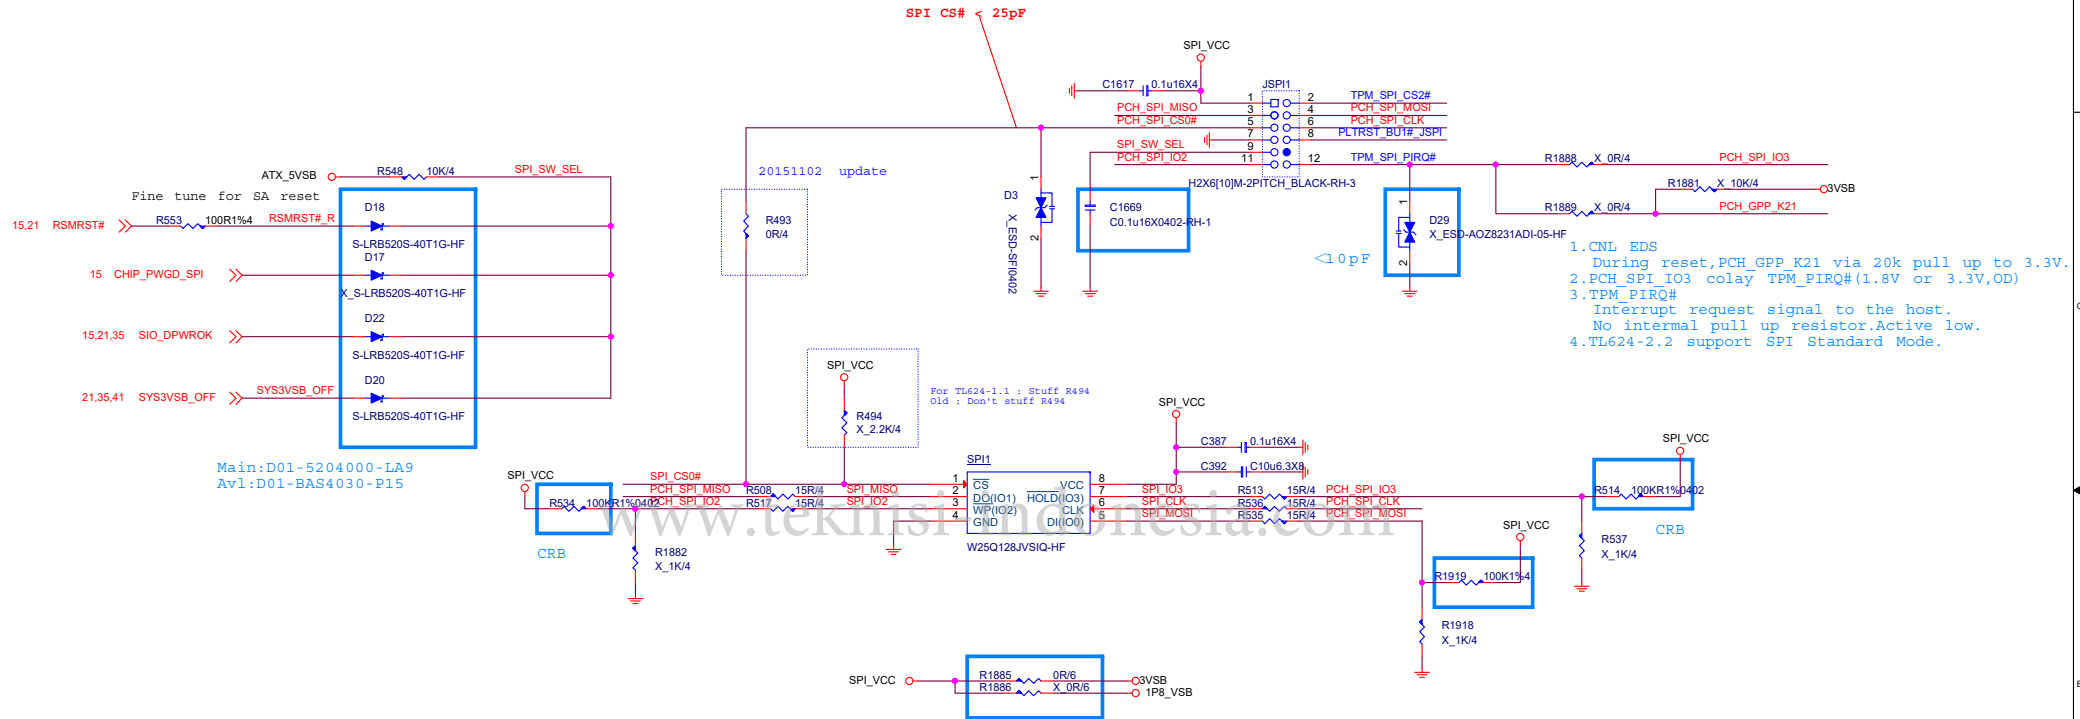 SPI CS# < 25pF
SPI_VCC
C1617 0.1u16X4
JSPI1
1 2 TPM_SPI_CS2#
PCH_SPI_MISO 3 4 PCH_SPI_MOSI
PCH_SPI_CS0# 5 6 PCH_SPI_CLK
7 8 PLTRST_BU1#_JSPI
SPI_SW_SEL 9
PCH_SPI_IO2 11 12 TPM_SPI_PIRQ#
H2X6[10]M-2PITCH_BLACK-RH-3
R1888 X_0R/4 PCH_SPI_IO3
R1881 X_10K/4 3VSB
R1889 X_0R/4 PCH_GPP_K21
20151102 update
R493
0R/4
D3
1
2
X_ESD-SFI0402
C1669
C0.1u16X0402-RH-1
<10pF
1
D29
X_ESD-AOZ8231ADI-05-HF
2
1.CNL EDS
During reset,PCH_GPP_K21 via 20k pull up to 3.3V.
2.PCH_SPI_IO3 colay TPM_PIRQ#(1.8V or 3.3V,OD)
3.TPM_PIRQ#
Interrupt request signal to the host.
No intermal pull up resistor.Active low.
4.TL624-2.2 support SPI Standard Mode.
ATX_5VSB R548 10K/4 SPI_SW_SEL
Fine tune for SA reset
15,21 RSMRST# R553 100R1%4 RSMRST#_R
D18
S-LRB520S-40T1G-HF
15 CHIP_PWGD_SPI
D17
X_S-LRB520S-40T1G-HF
15,21,35 SIO_DPWROK
D22
S-LRB520S-40T1G-HF
21,35,41 SYS3VSB_OFF SYS3VSB_OFF
D20
S-LRB520S-40T1G-HF
Main:D01-5204000-LA9
Avl:D01-BAS4030-P15
SPI_VCC
R494
X_2.2K/4
For TL624-1.1 : Stuff R494
Old : Don't stuff R494
SPI_VCC
C387 0.1u16X4
C392 C10u6.3X8
SPI1
SPI_CS0# 1 CS VCC 8
PCH_SPI_MISO R508 15R/4 SPI_MISO 2 DO(IO1) HOLD(IO3) 7 SPI_IO3 R513 15R/4 PCH_SPI_IO3
PCH_SPI_IO2 R517 15R/4 SPI_IO2 3 WP(IO2) CLK 6 SPI_CLK R536 15R/4 PCH_SPI_CLK
4 GND DI(IO0) 5 SPI_MOSI R535 15R/4 PCH_SPI_MOSI
W25Q128JVSIQ-HF
SPI_VCC
R534 100KR1%0402
CRB
R1882
X_1K/4
www.teknisi-indonesia.com
SPI_VCC
R514 100KR1%0402
CRB
R537
X_1K/4
SPI_VCC
R1919 100K1%4
R1918
X_1K/4
SPI_VCC R1885 0R/6 3VSB
R1886 X_0R/6 1P8_VSB